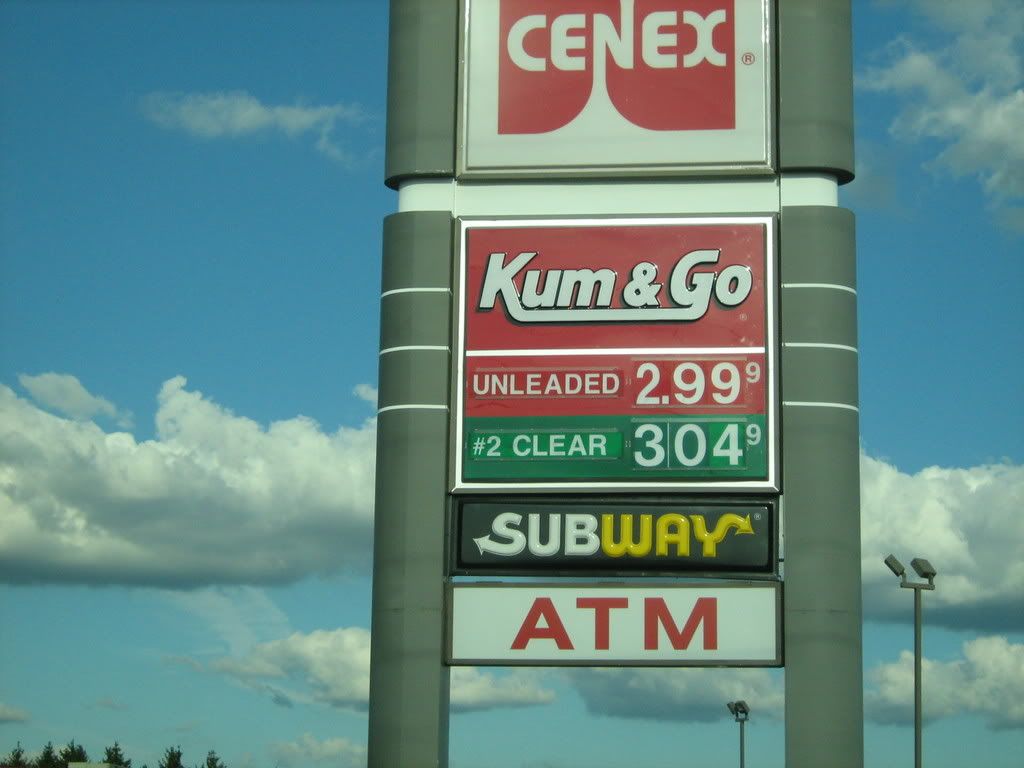 CENEX ®
Kum & Go ®
UNLEADED 2.99 9
#2 CLEAR 304 9
SUBWAY ®
ATM